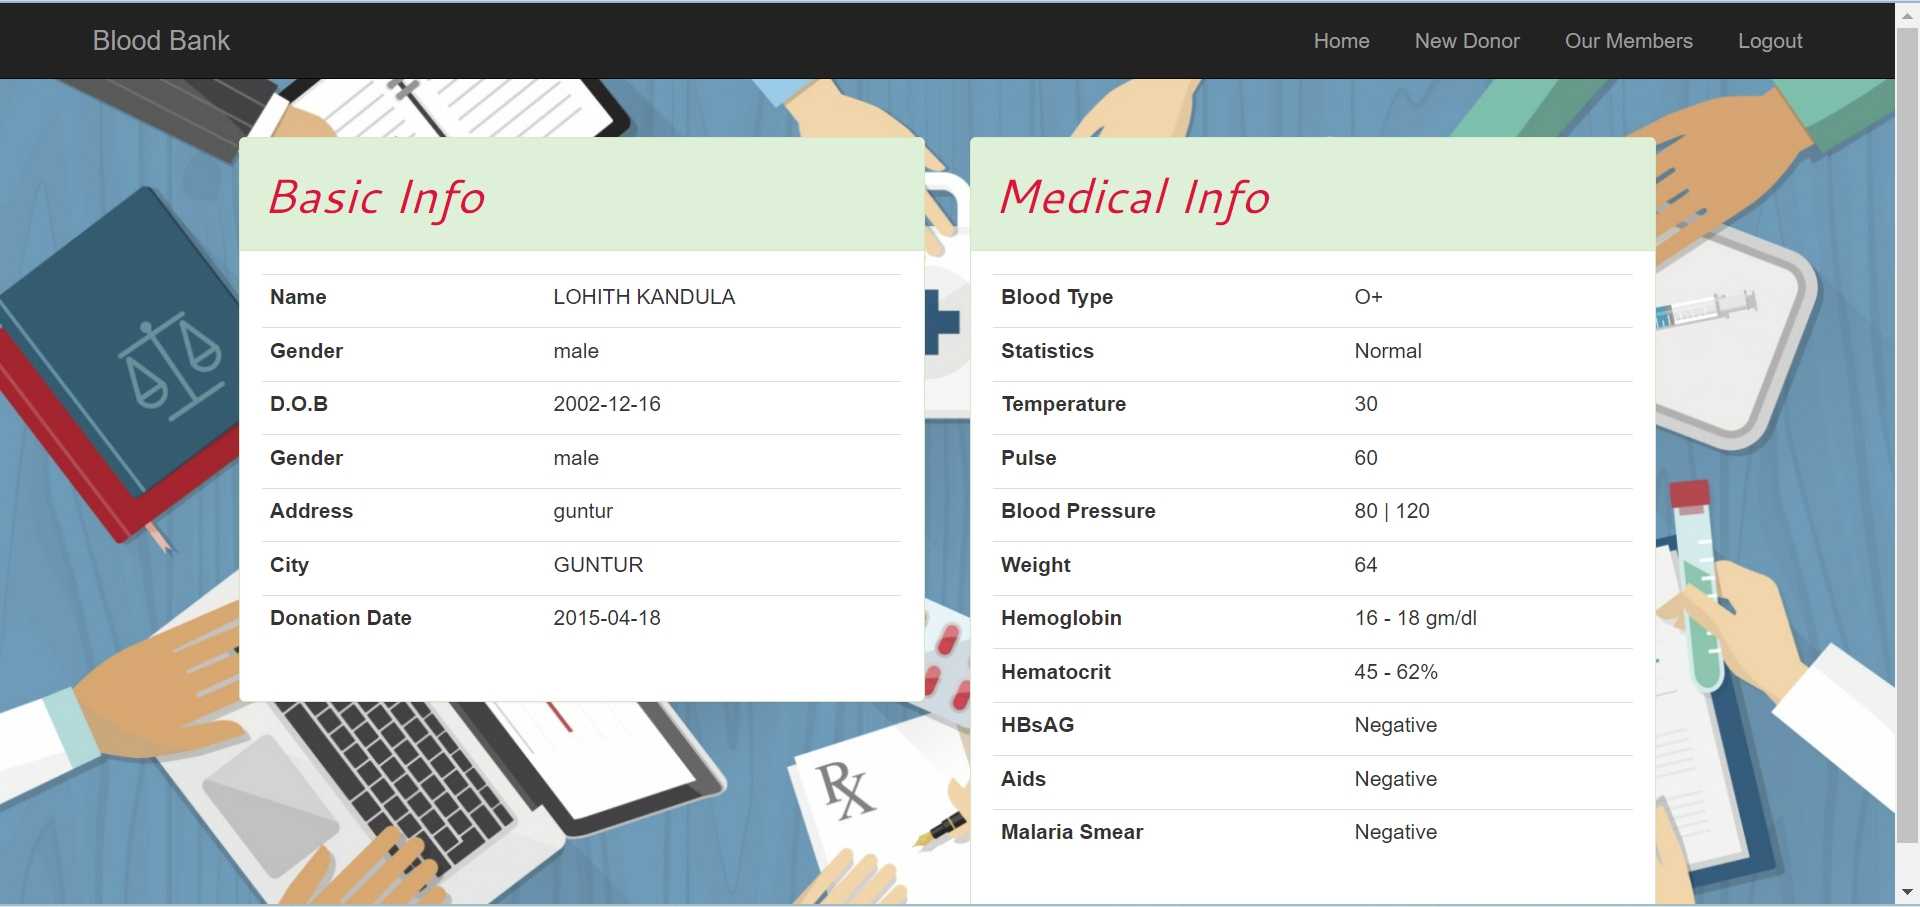 Blood Bank
Home New Donor Our Members Logout
Basic Info
Name LOHITH KANDULA
Gender male
D.O.B 2002-12-16
Gender male
Address guntur
City GUNTUR
Donation Date 2015-04-18
Medical Info
Blood Type O+
Statistics Normal
Temperature 30
Pulse 60
Blood Pressure 80 | 120
Weight 64
Hemoglobin 16 - 18 gm/dl
Hematocrit 45 - 62%
HBsAG Negative
Aids Negative
Malaria Smear Negative
Rx